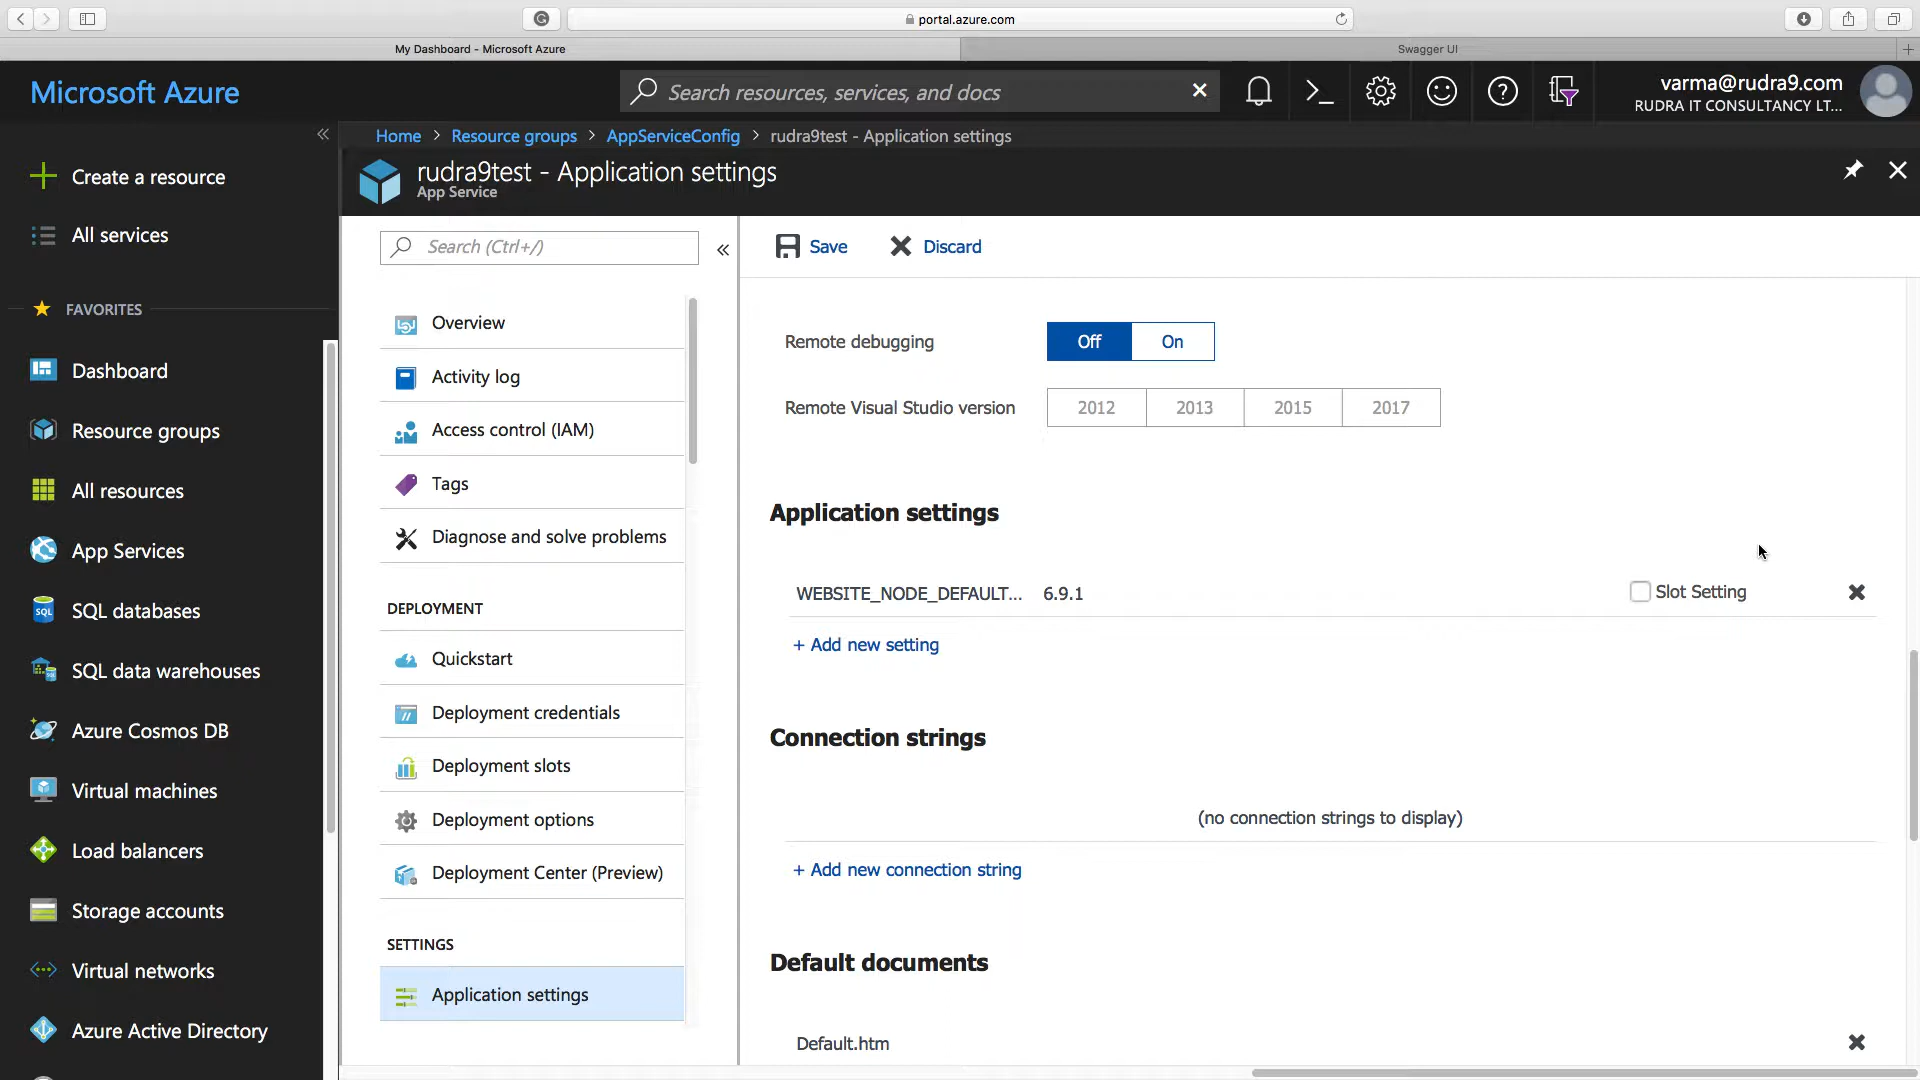 portal.azure.com
My Dashboard - Microsoft Azure
Swagger UI
Microsoft Azure
Search resources, services, and docs
varma@rudra9.com
RUDRA IT CONSULTANCY LT...
Home > Resource groups > AppServiceConfig > rudra9test - Application settings
rudra9test - Application settings
App Service
Create a resource
All services
FAVORITES
Dashboard
Resource groups
All resources
App Services
SQL databases
SQL data warehouses
Azure Cosmos DB
Virtual machines
Load balancers
Storage accounts
Virtual networks
Azure Active Directory
Search (Ctrl+/)
Overview
Activity log
Access control (IAM)
Tags
Diagnose and solve problems
DEPLOYMENT
Quickstart
Deployment credentials
Deployment slots
Deployment options
Deployment Center (Preview)
SETTINGS
Application settings
Save Discard
Remote debugging Off On
Remote Visual Studio version 2012 2013 2015 2017
Application settings
WEBSITE_NODE_DEFAULT... 6.9.1 Slot Setting
+ Add new setting
Connection strings
(no connection strings to display)
+ Add new connection string
Default documents
Default.htm